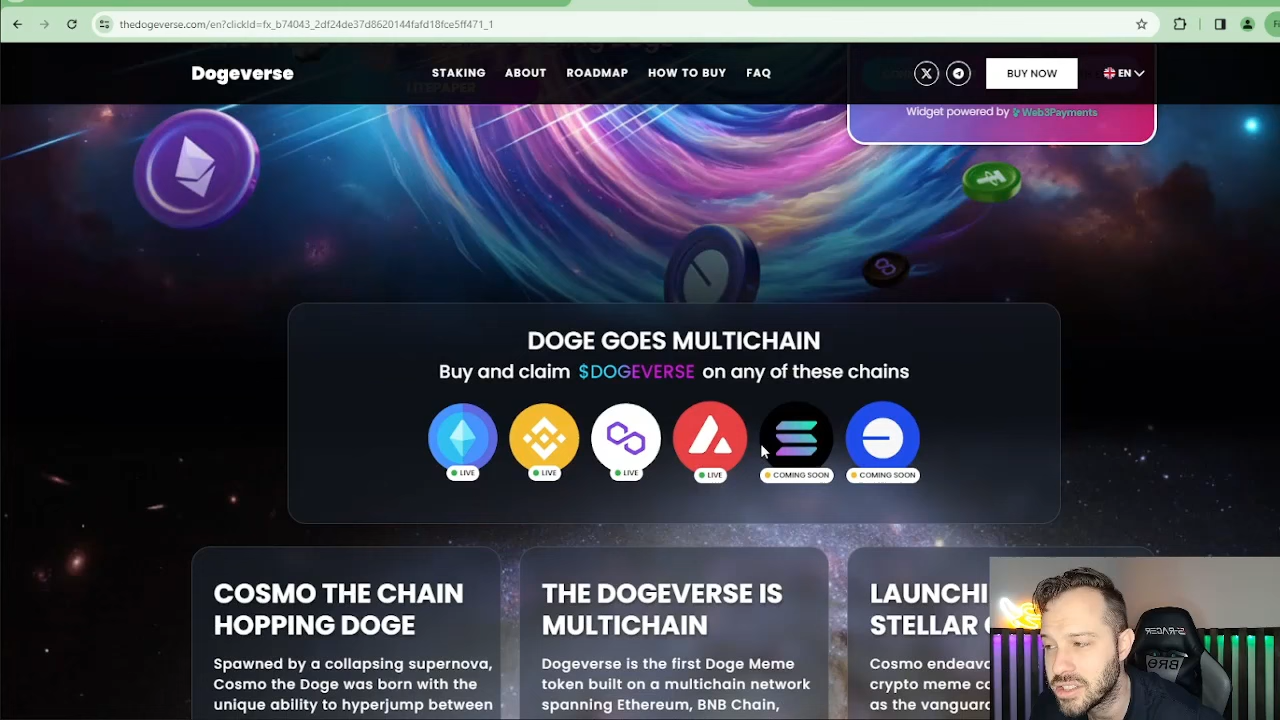 thedogeverse.com/en?clickId=fx_b74043_2df24de37d8620144fafd18fce5ff471_1
Dogeverse
STAKING ABOUT ROADMAP HOW TO BUY FAQ
BUY NOW
EN
LITEPAPER
Widget powered by Web3Payments
DOGE GOES MULTICHAIN
Buy and claim $DOGEVERSE on any of these chains
LIVE LIVE LIVE LIVE COMING SOON COMING SOON
COSMO THE CHAIN
HOPPING DOGE
Spawned by a collapsing supernova,
Cosmo the Doge was born with the
unique ability to hyperjump between
THE DOGEVERSE IS
MULTICHAIN
Dogeverse is the first Doge Meme
token built on a multichain network
spanning Ethereum, BNB Chain,
LAUNCHI
STELLAR
Cosmo endeavo
crypto meme co
as the vanguar